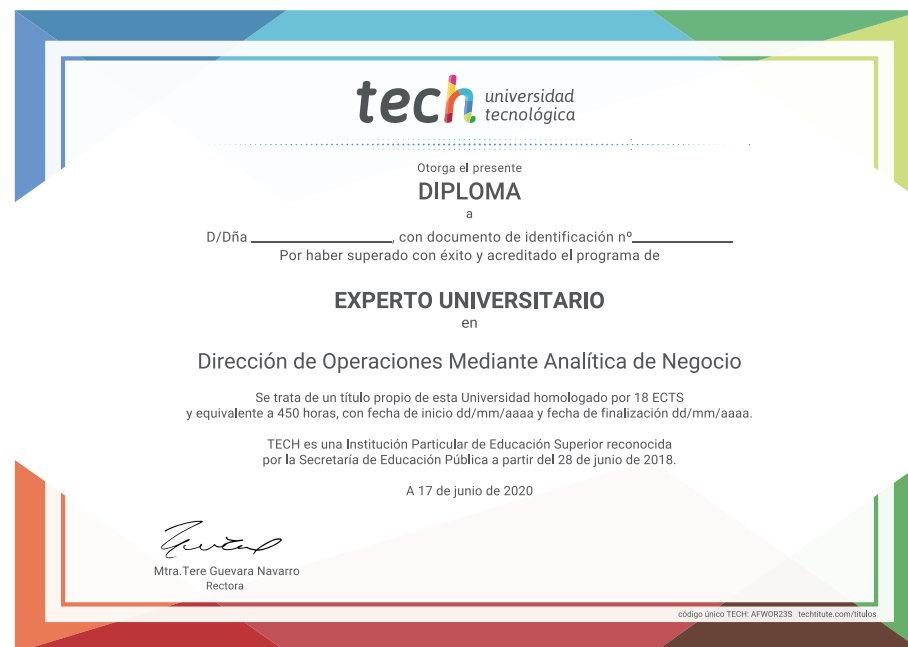 tech universidad
tecnológica
Otorga el presente
DIPLOMA
a
D/Dña ____________________, con documento de identificación nº______________
Por haber superado con éxito y acreditado el programa de
EXPERTO UNIVERSITARIO
en
Dirección de Operaciones Mediante Analítica de Negocio
Se trata de un título propio de esta Universidad homologado por 18 ECTS
y equivalente a 450 horas, con fecha de inicio dd/mm/aaaa y fecha de finalización dd/mm/aaaa.
TECH es una Institución Particular de Educación Superior reconocida
por la Secretaría de Educación Pública a partir del 28 de junio de 2018.
A 17 de junio de 2020
Mtra.Tere Guevara Navarro
Rectora
código único TECH: AFWOR23S techtitute.com/titulos